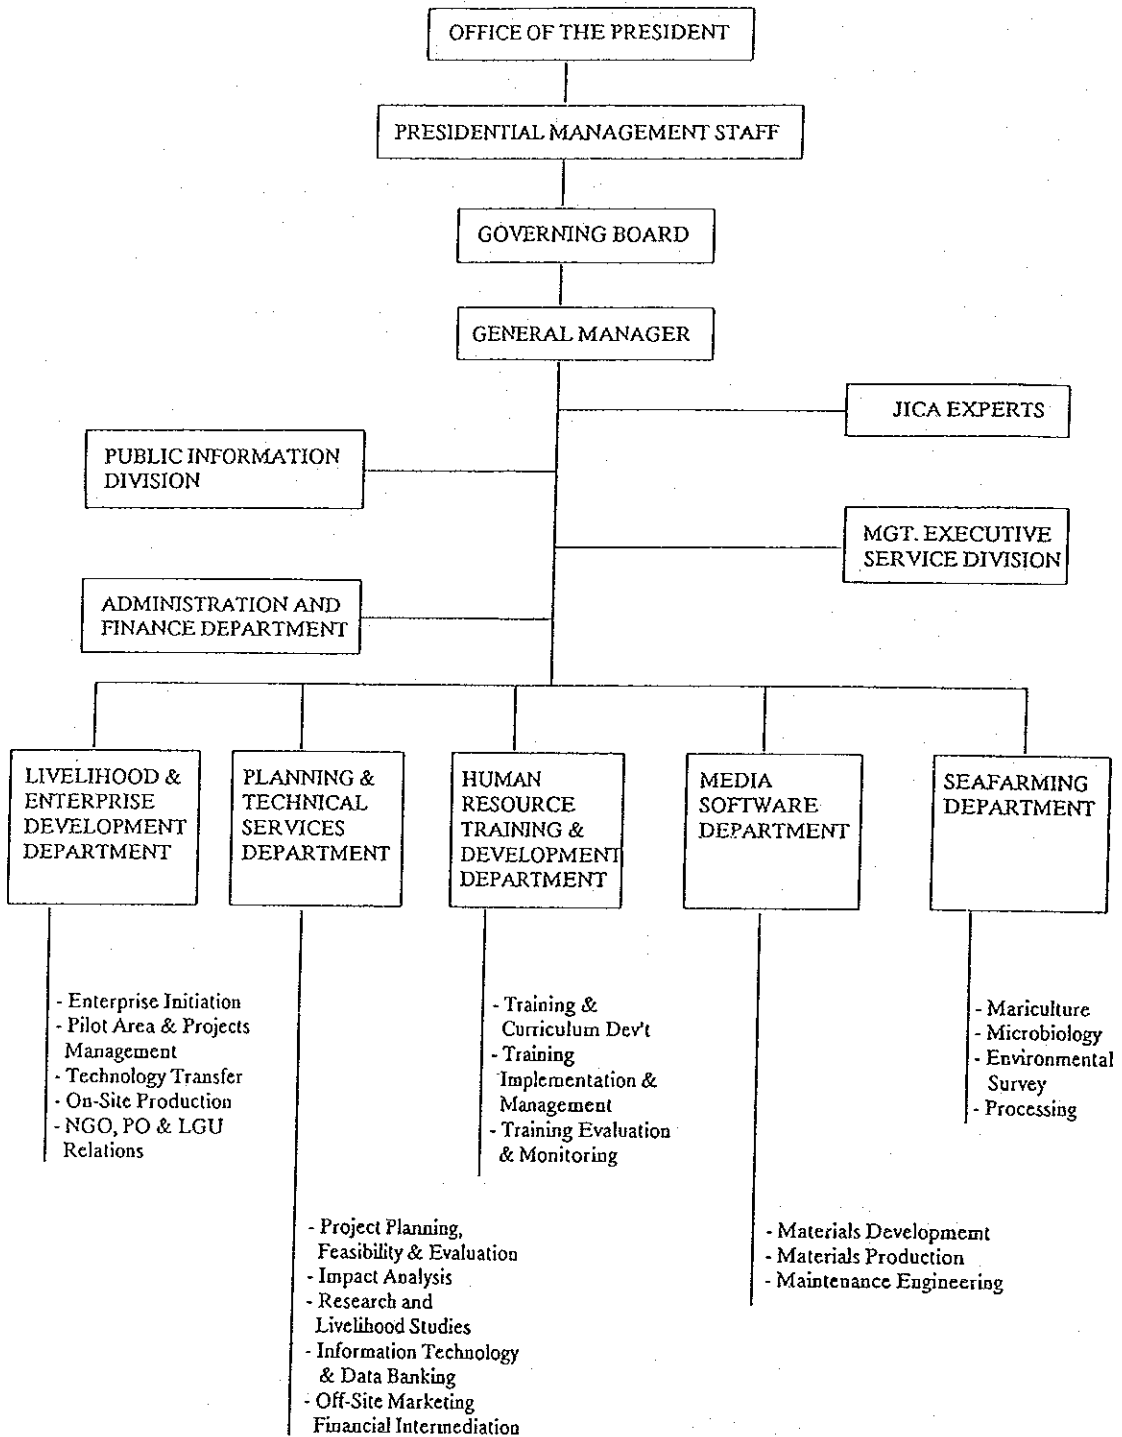 OFFICE OF THE PRESIDENT
PRESIDENTIAL MANAGEMENT STAFF
GOVERNING BOARD
GENERAL MANAGER
JICA EXPERTS
PUBLIC INFORMATION
DIVISION
MGT. EXECUTIVE
SERVICE DIVISION
ADMINISTRATION AND
FINANCE DEPARTMENT
LIVELIHOOD &
ENTERPRISE
DEVELOPMENT
DEPARTMENT
PLANNING &
TECHNICAL
SERVICES
DEPARTMENT
HUMAN
RESOURCE
TRAINING &
DEVELOPMENT
DEPARTMENT
MEDIA
SOFTWARE
DEPARTMENT
SEAFARMING
DEPARTMENT
- Enterprise Initiation
- Pilot Area & Projects
Management
- Technology Transfer
- On-Site Production
- NGO, PO & LGU
Relations
- Project Planning,
Feasibility & Evaluation
- Impact Analysis
- Research and
Livelihood Studies
- Information Technology
& Data Banking
- Off-Site Marketing
Financial Intermediation
- Training &
Curriculum Dev't
- Training
Implementation &
Management
- Training Evaluation
& Monitoring
- Materials Developmemt
- Materials Production
- Maintenance Engineering
- Mariculture
- Microbiology
- Environmental
Survey
- Processing